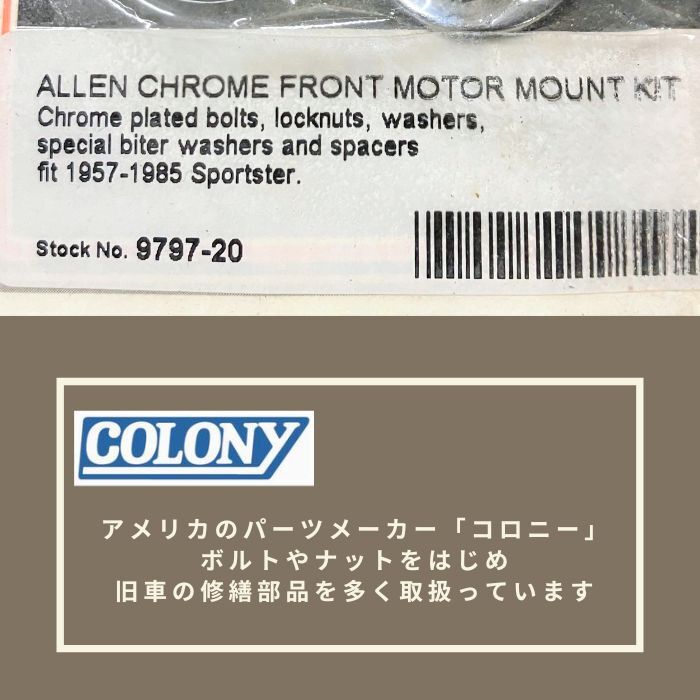 ALLEN CHROME FRONT MOTOR MOUNT KIT
Chrome plated bolts, locknuts, washers,
special biter washers and spacers
fit 1957-1985 Sportster.
Stock No. 9797-20
COLONY
アメリカのパーツメーカー「コロニー」
ボルトやナットをはじめ
旧車の修繕部品を多く取扱っています